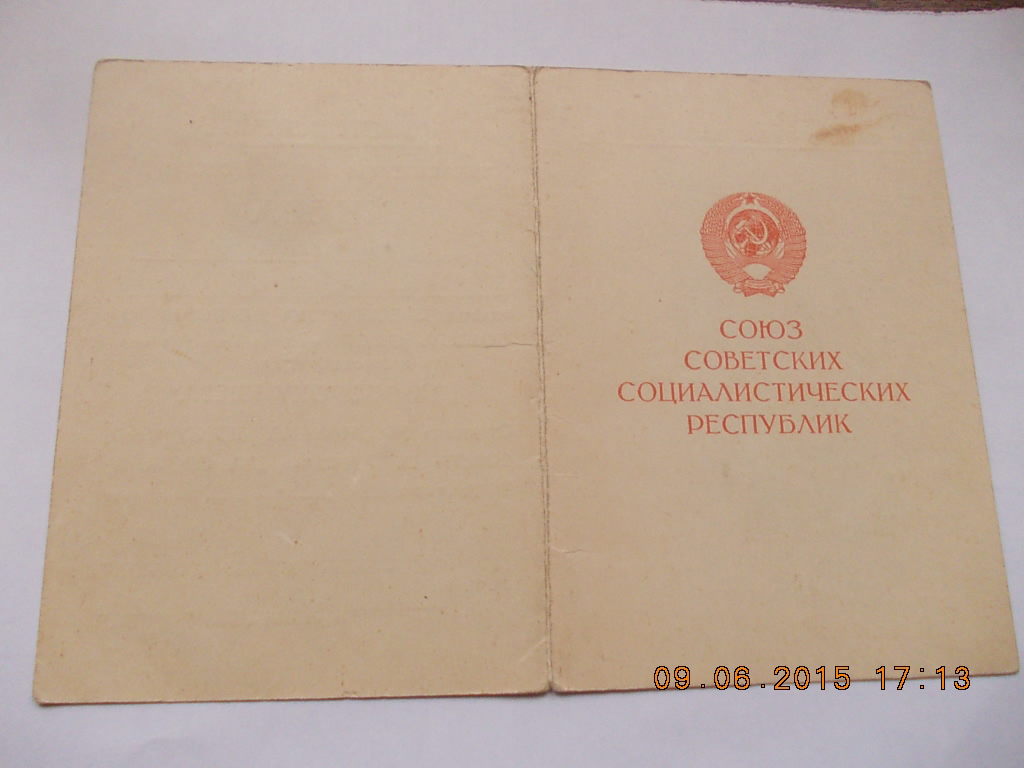 СОЮЗ
СОВЕТСКИХ
СОЦИАЛИСТИЧЕСКИХ
РЕСПУБЛИК
09.06.2015 17:13